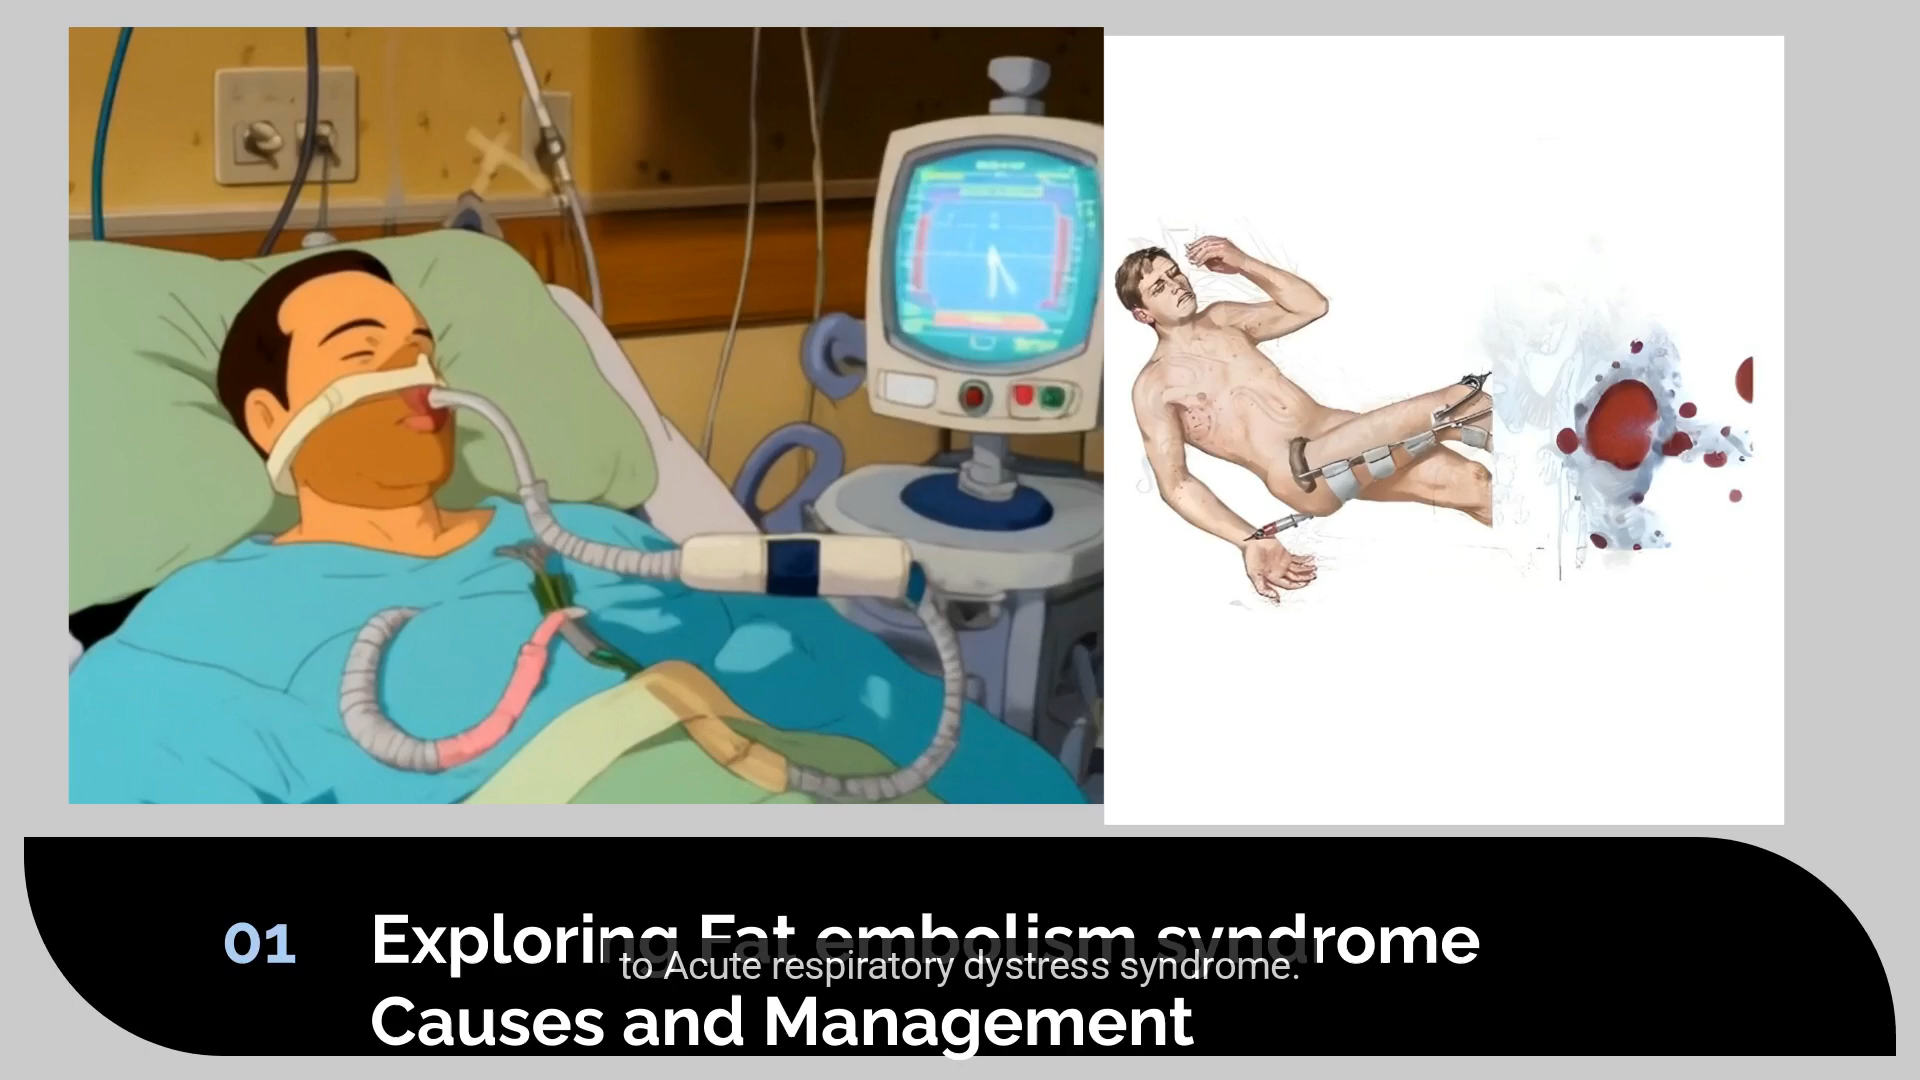 01 Exploring Fat embolism syndrome
to Acute respiratory dystress syndrome.
Causes and Management